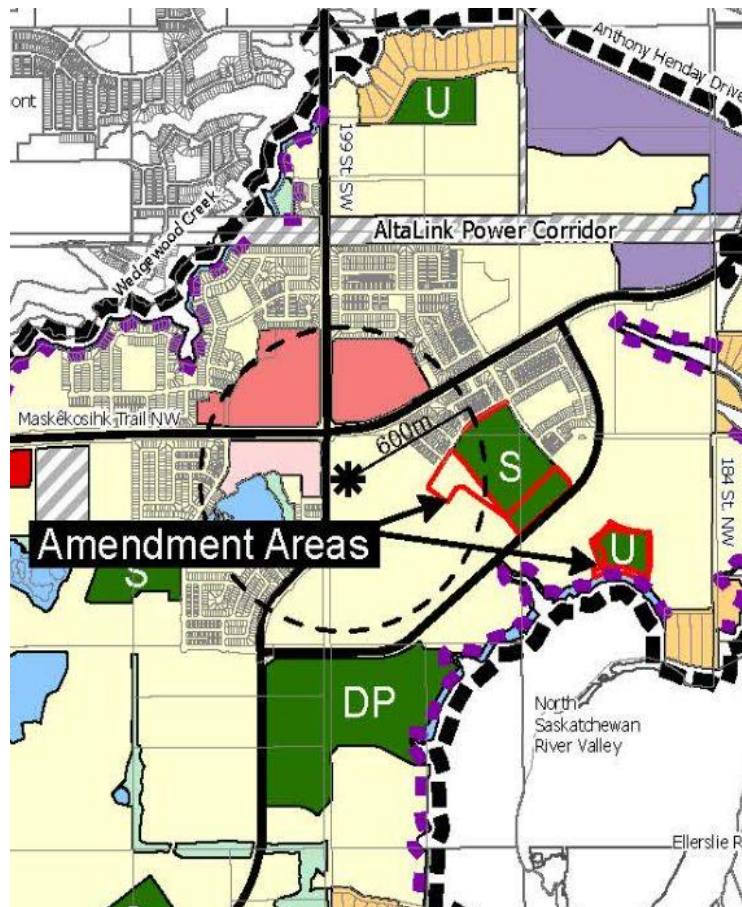 Anthony Henday Drive
ont
U
199 St. SW
Wedgewood Creek
AltaLink Power Corridor
Maskêkosihk Trail NW
600m
S
184 St. NW
Amendment Areas
U
S
DP
North
Saskatchewan
River Valley
Ellerslie R